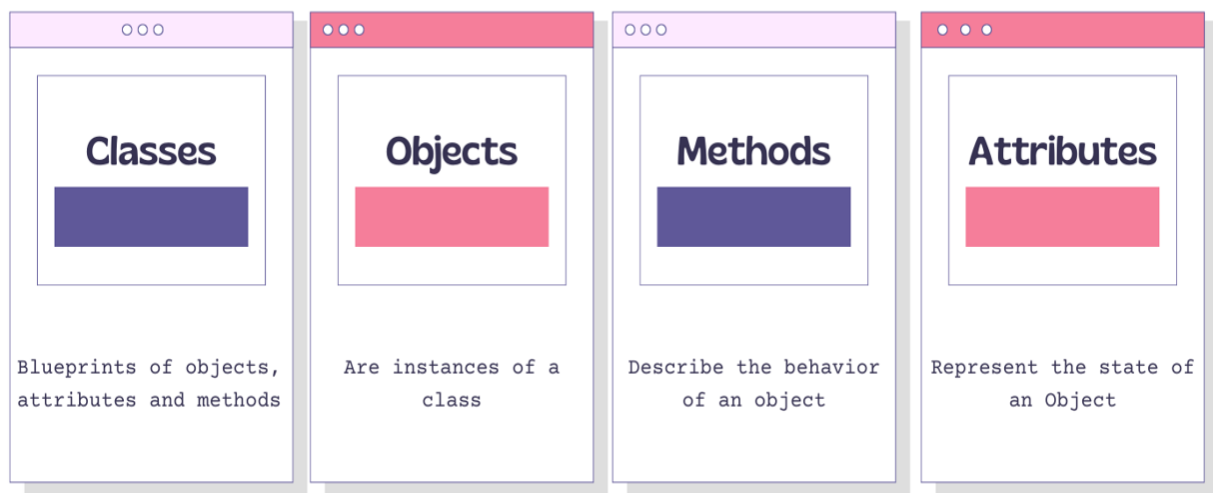 Classes
Blueprints of objects,
attributes and methods
Objects
Are instances of a
class
Methods
Describe the behavior
of an object
Attributes
Represent the state of
an Object